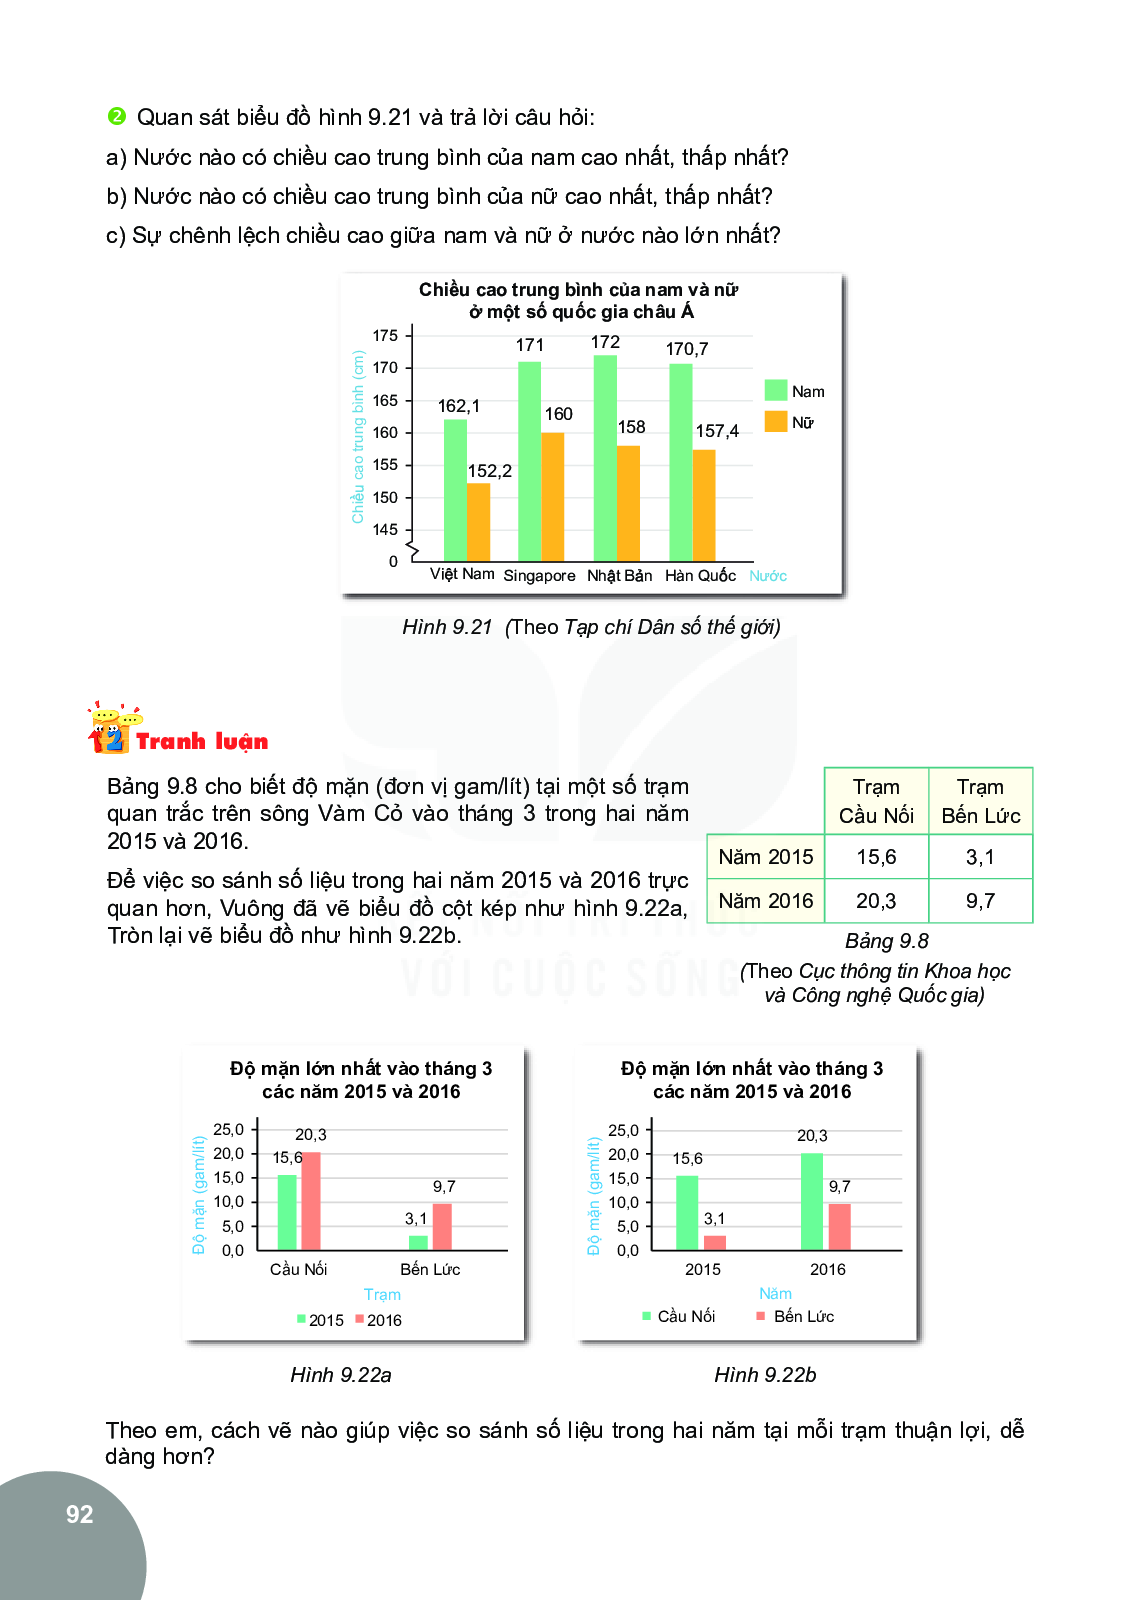 2 Quan sát biểu đồ hình 9.21 và trả lời câu hỏi:
a) Nước nào có chiều cao trung bình của nam cao nhất, thấp nhất?
b) Nước nào có chiều cao trung bình của nữ cao nhất, thấp nhất?
c) Sự chênh lệch chiều cao giữa nam và nữ ở nước nào lớn nhất?
Chiều cao trung bình của nam và nữ
ở một số quốc gia châu Á
Chiều cao trung bình (cm)
175
170
165
160
155
150
145
0
162,1
152,2
171
160
172
158
170,7
157,4
Nam
Nữ
Việt Nam Singapore Nhật Bản Hàn Quốc Nước
Hình 9.21 (Theo Tạp chí Dân số thế giới)
Tranh luận
Bảng 9.8 cho biết độ mặn (đơn vị gam/lít) tại một số trạm
quan trắc trên sông Vàm Cỏ vào tháng 3 trong hai năm
2015 và 2016.
Để việc so sánh số liệu trong hai năm 2015 và 2016 trực
quan hơn, Vuông đã vẽ biểu đồ cột kép như hình 9.22a,
Tròn lại vẽ biểu đồ như hình 9.22b.
Trạm Trạm
Cầu Nối Bến Lức
Năm 2015 15,6 3,1
Năm 2016 20,3 9,7
Bảng 9.8
(Theo Cục thông tin Khoa học
và Công nghệ Quốc gia)
NỐI TRI THỨC
VỚI CUỘC SỐNG
Độ mặn lớn nhất vào tháng 3
các năm 2015 và 2016
Độ mặn (gam/lít)
25,0
20,0
15,0
10,0
5,0
0,0
15,6
20,3
3,1
9,7
Cầu Nối Bến Lức
Trạm
2015 2016
Hình 9.22a
Độ mặn lớn nhất vào tháng 3
các năm 2015 và 2016
Độ mặn (gam/lít)
25,0
20,0
15,0
10,0
5,0
0,0
15,6
3,1
20,3
9,7
2015 2016
Năm
Cầu Nối Bến Lức
Hình 9.22b
Theo em, cách vẽ nào giúp việc so sánh số liệu trong hai năm tại mỗi trạm thuận lợi, dễ
dàng hơn?
92